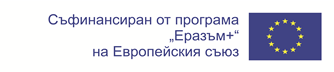 Съфинансиран от програма
„Еразъм+“
на Европейския съюз